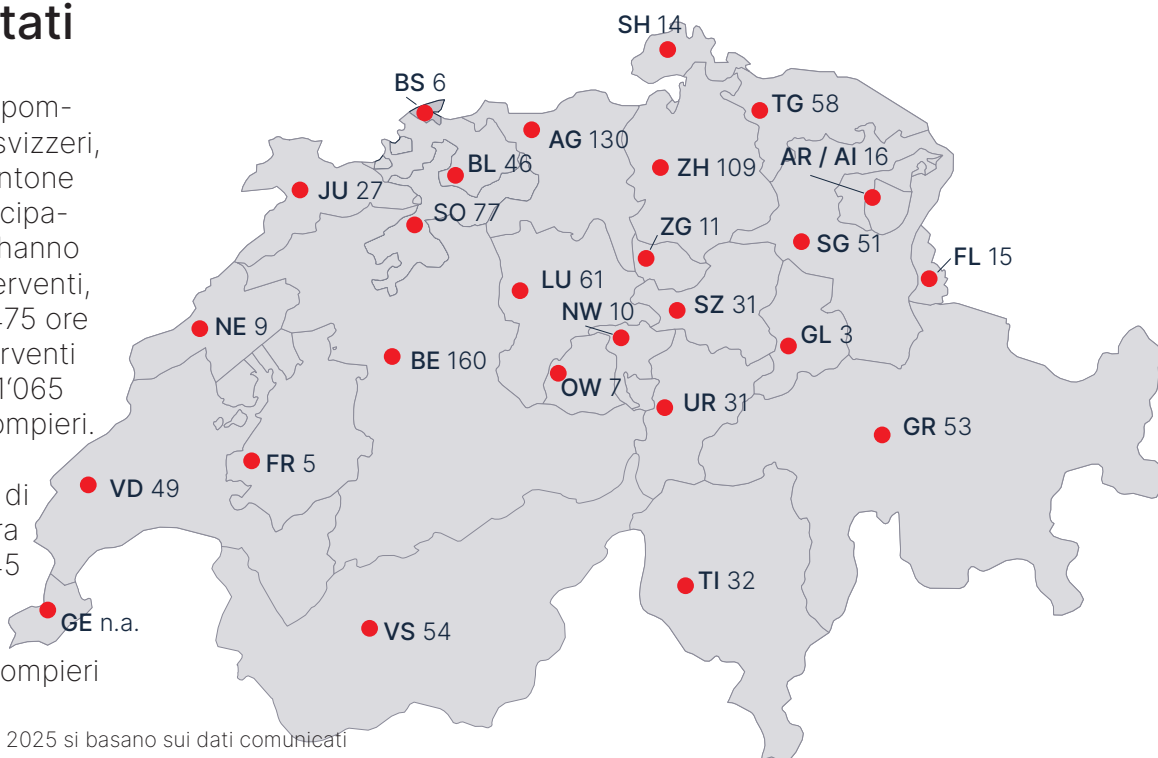 tati
pom-
svizzeri,
ntone
cipa-
hanno
erventi,
475 ore
rventi
1‘065
ompieri.
di
ra
45
ompieri
2025 si basano sui dati comunicati
SH 14
BS 6
TG 58
AG 130
BL 46
ZH 109
AR / AI 16
JU 27
SO 77
ZG 11
SG 51
FL 15
LU 61
NW 10
SZ 31
NE 9
GL 3
BE 160
OW 7
UR 31
GR 53
FR 5
VD 49
TI 32
GE n.a.
VS 54